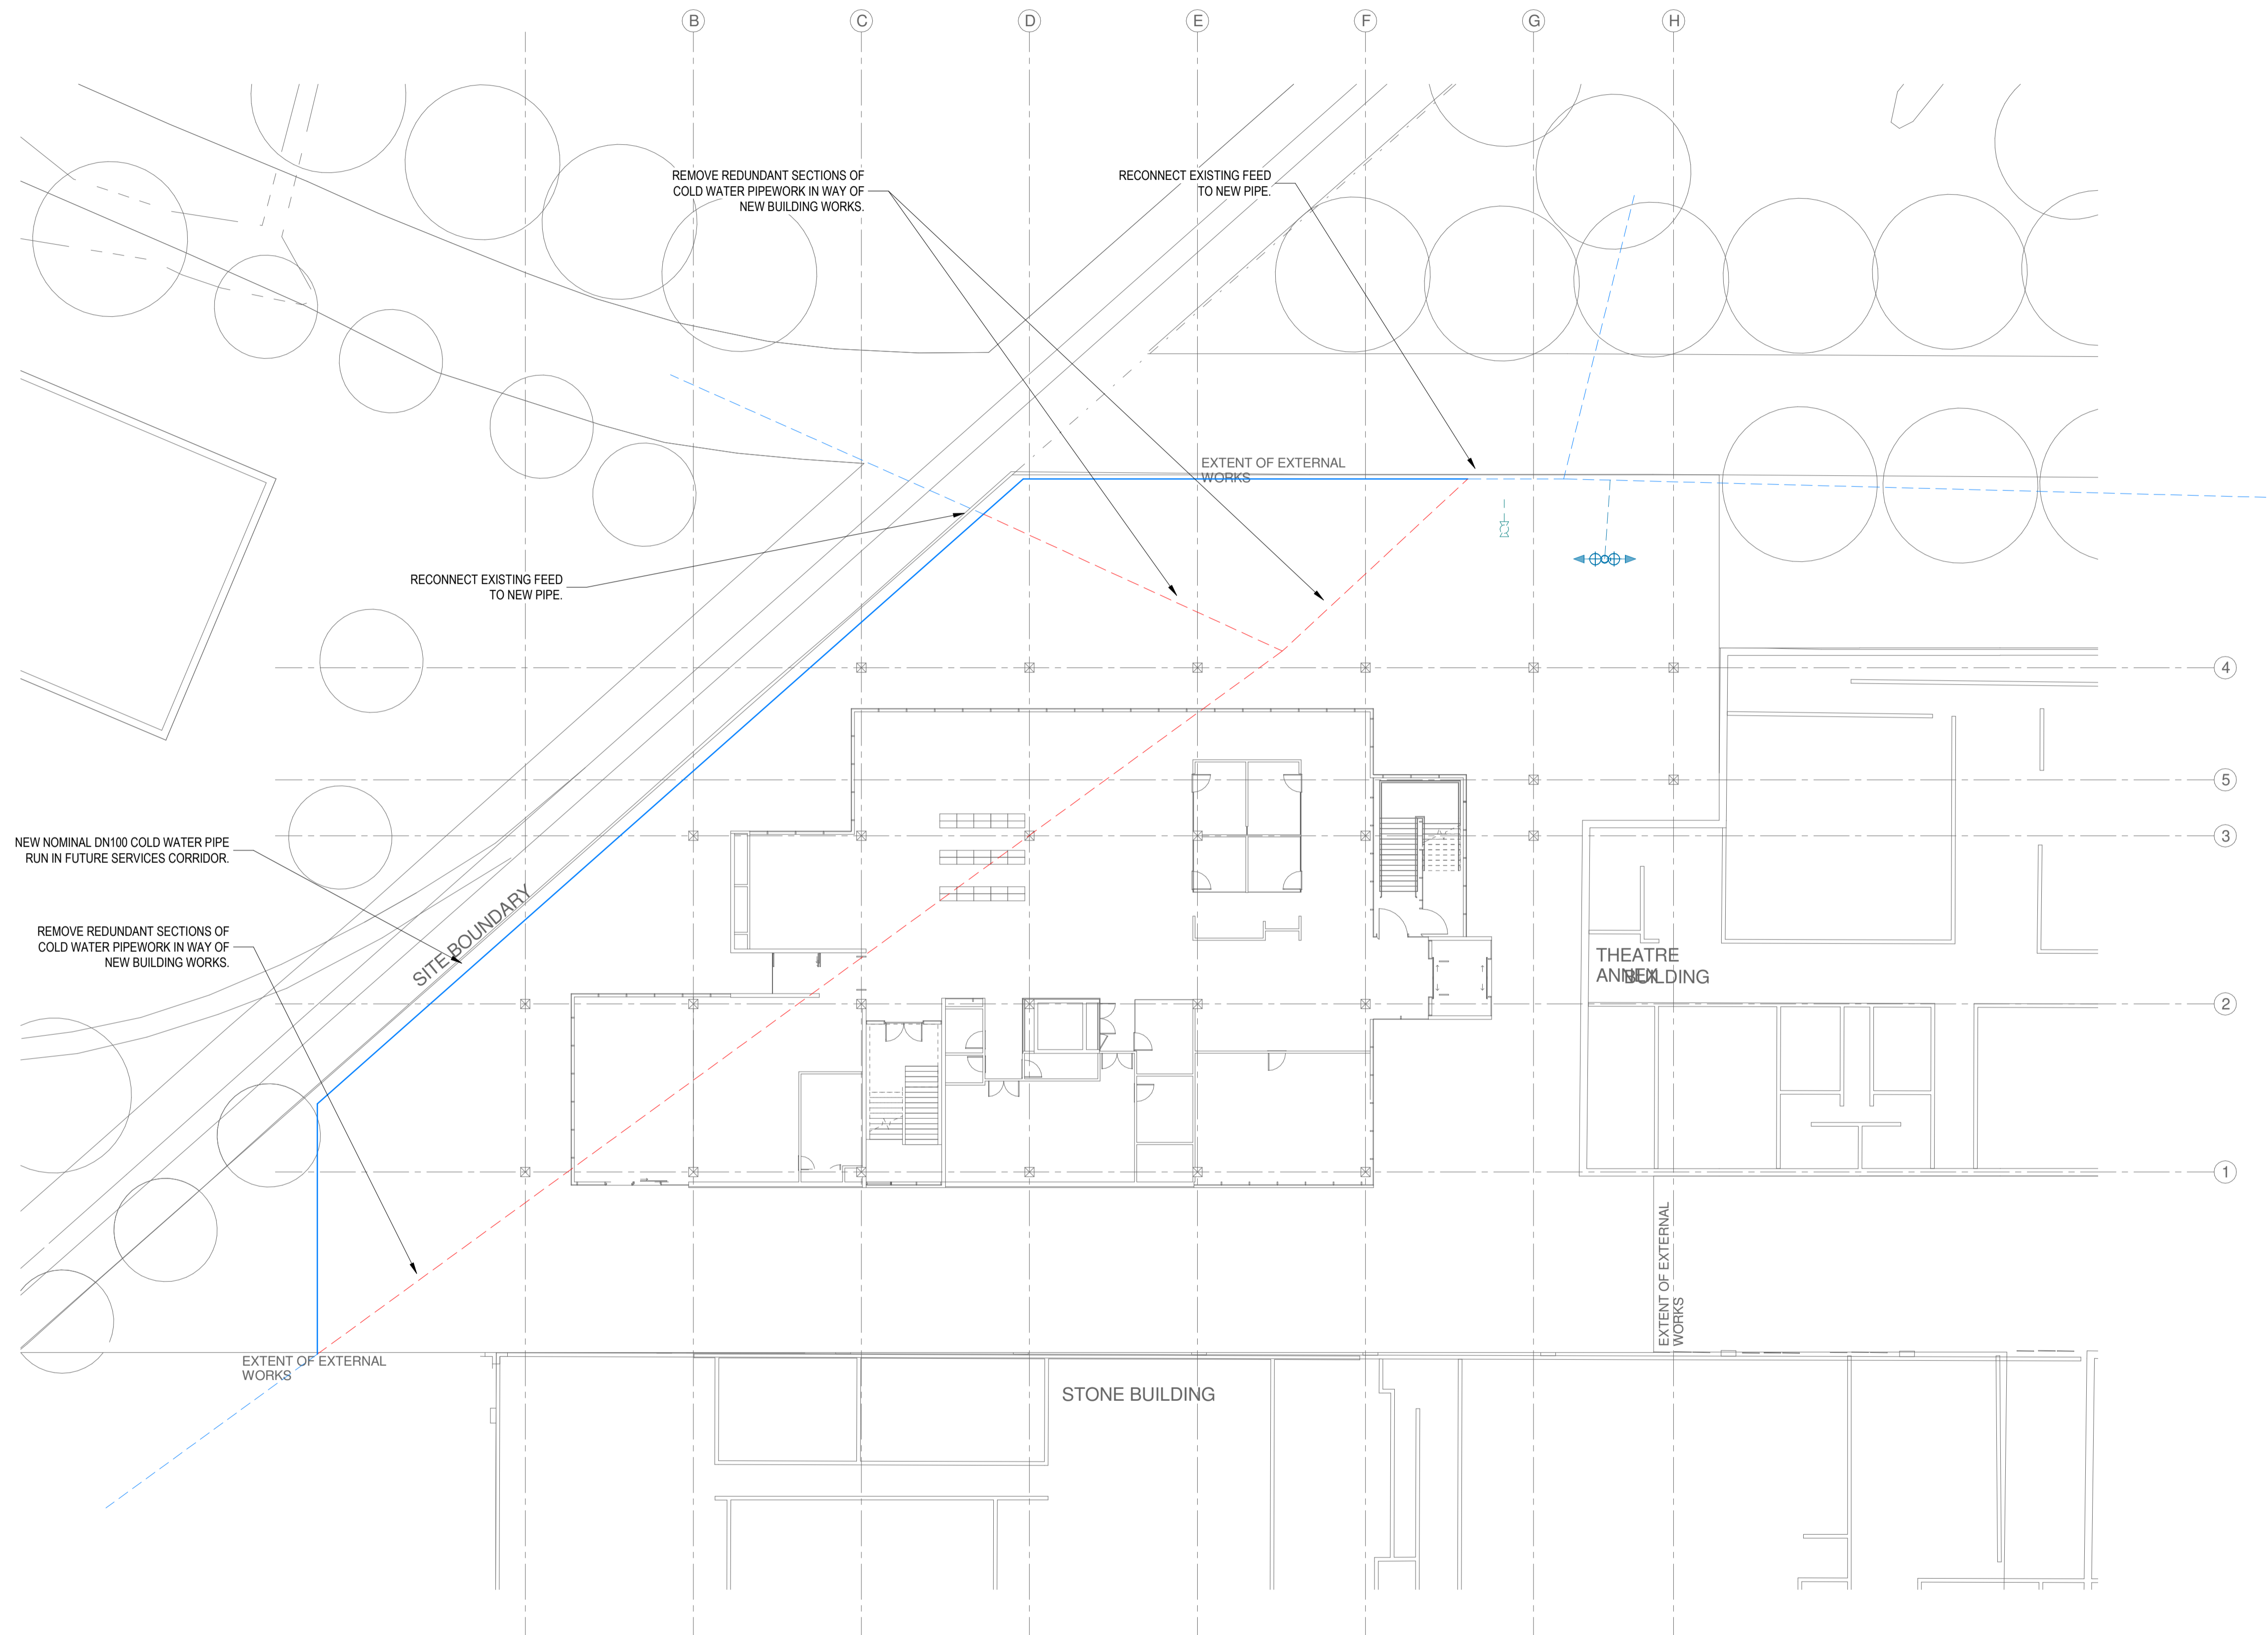 B
C
D
E
F
G
H
REMOVE REDUNDANT SECTIONS OF
COLD WATER PIPEWORK IN WAY OF
NEW BUILDING WORKS.
RECONNECT EXISTING FEED
TO NEW PIPE.
EXTENT OF EXTERNAL
WORKS
RECONNECT EXISTING FEED
TO NEW PIPE.
4
5
3
NEW NOMINAL DN100 COLD WATER PIPE
RUN IN FUTURE SERVICES CORRIDOR.
SITE BOUNDARY
REMOVE REDUNDANT SECTIONS OF
COLD WATER PIPEWORK IN WAY OF
NEW BUILDING WORKS.
THEATRE
ANNEX
BUILDING
2
1
EXTENT OF EXTERNAL
WORKS
EXTENT OF EXTERNAL
WORKS
STONE BUILDING